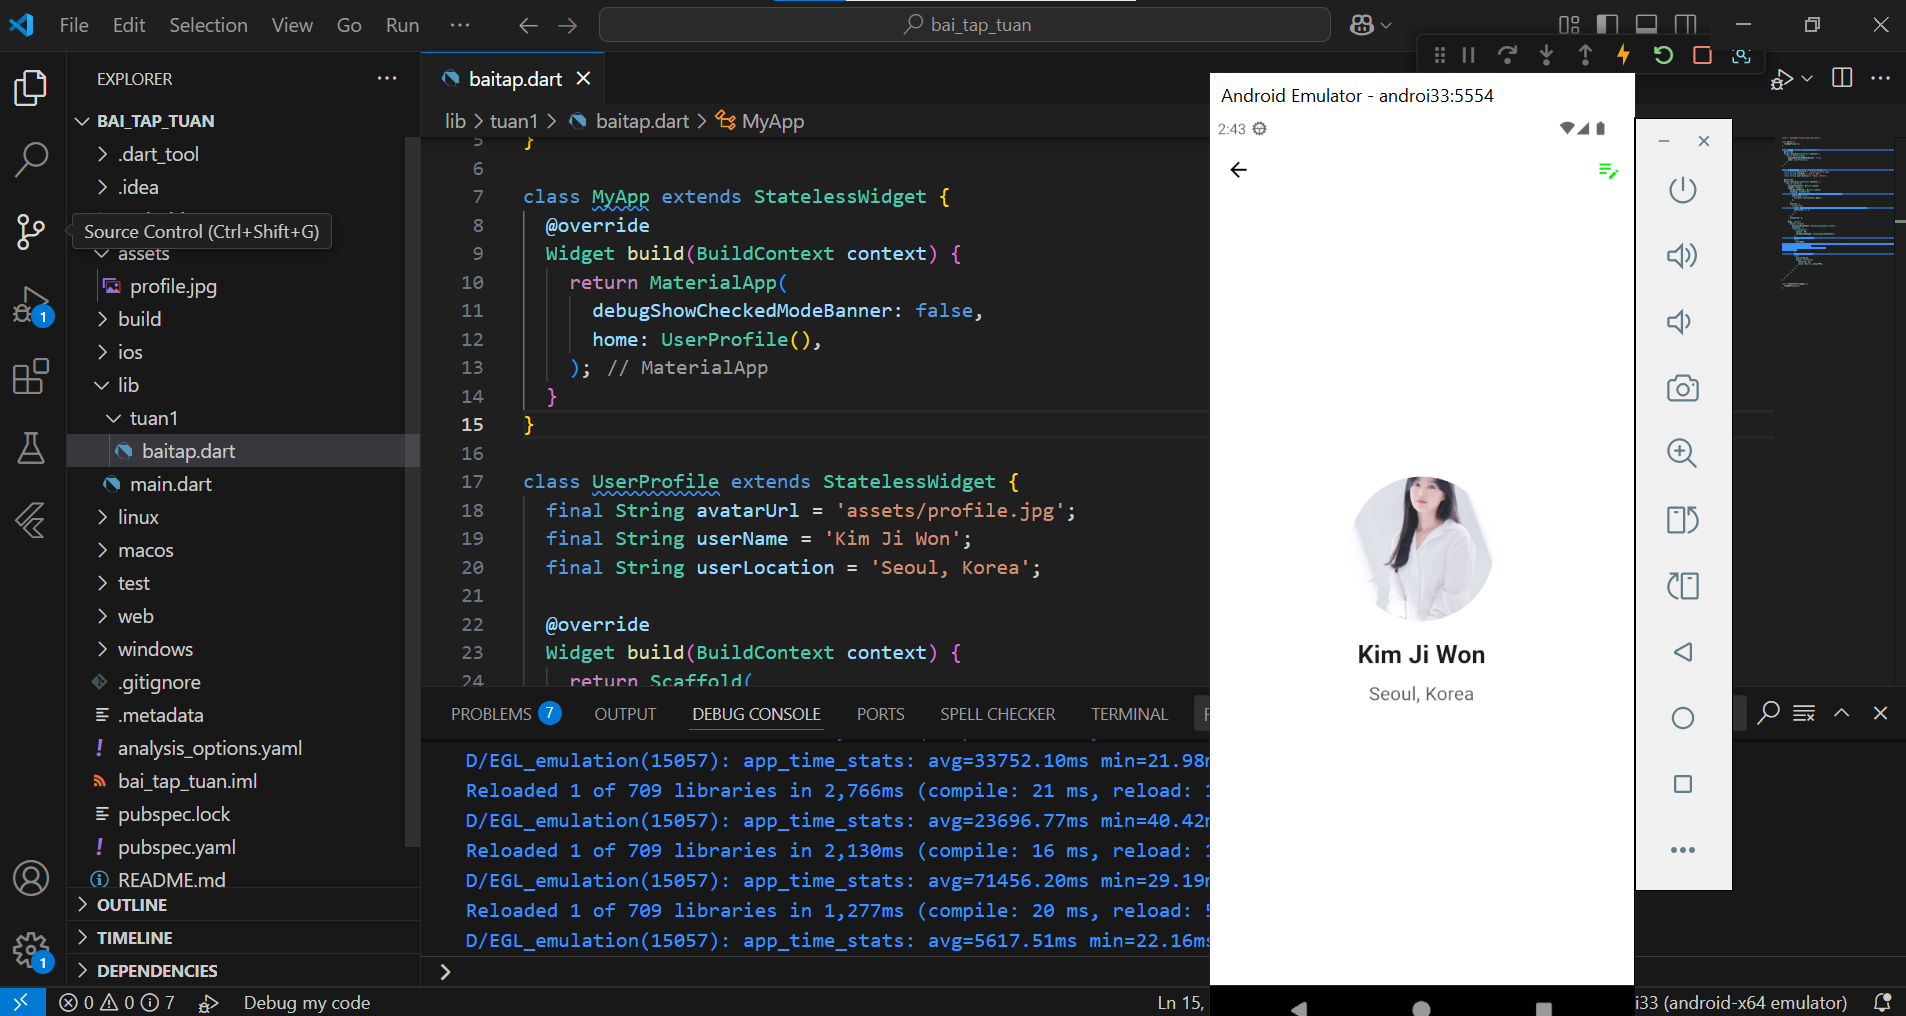 File Edit Selection View Go Run ···
bai_tap_tuan
EXPLORER
BAI_TAP_TUAN
.dart_tool
.idea
Source Control (Ctrl+Shift+G)
assets
profile.jpg
build
ios
lib
tuan1
baitap.dart
main.dart
linux
macos
test
web
windows
.gitignore
.metadata
analysis_options.yaml
bai_tap_tuan.iml
pubspec.lock
pubspec.yaml
README.md
OUTLINE
TIMELINE
DEPENDENCIES
1
1
baitap.dart
lib > tuan1 > baitap.dart > MyApp
5 }
6
7 class MyApp extends StatelessWidget {
8 @override
9 Widget build(BuildContext context) {
10 return MaterialApp(
11 debugShowCheckedModeBanner: false,
12 home: UserProfile(),
13 ); // MaterialApp
14 }
15 }
16
17 class UserProfile extends StatelessWidget {
18 final String avatarUrl = 'assets/profile.jpg';
19 final String userName = 'Kim Ji Won';
20 final String userLocation = 'Seoul, Korea';
21
22 @override
23 Widget build(BuildContext context) {
24 return Scaffold(
PROBLEMS 7 OUTPUT DEBUG CONSOLE PORTS SPELL CHECKER TERMINAL
D/EGL_emulation(15057): app_time_stats: avg=33752.10ms min=21.98
Reloaded 1 of 709 libraries in 2,766ms (compile: 21 ms, reload:
D/EGL_emulation(15057): app_time_stats: avg=23696.77ms min=40.42
Reloaded 1 of 709 libraries in 2,130ms (compile: 16 ms, reload:
D/EGL_emulation(15057): app_time_stats: avg=71456.20ms min=29.19
Reloaded 1 of 709 libraries in 1,277ms (compile: 20 ms, reload:
D/EGL_emulation(15057): app_time_stats: avg=5617.51ms min=22.16ms
Android Emulator - androi33:5554
2:43
Kim Ji Won
Seoul, Korea
0 0 7 Debug my code
Ln 15,
i33 (android-x64 emulator)